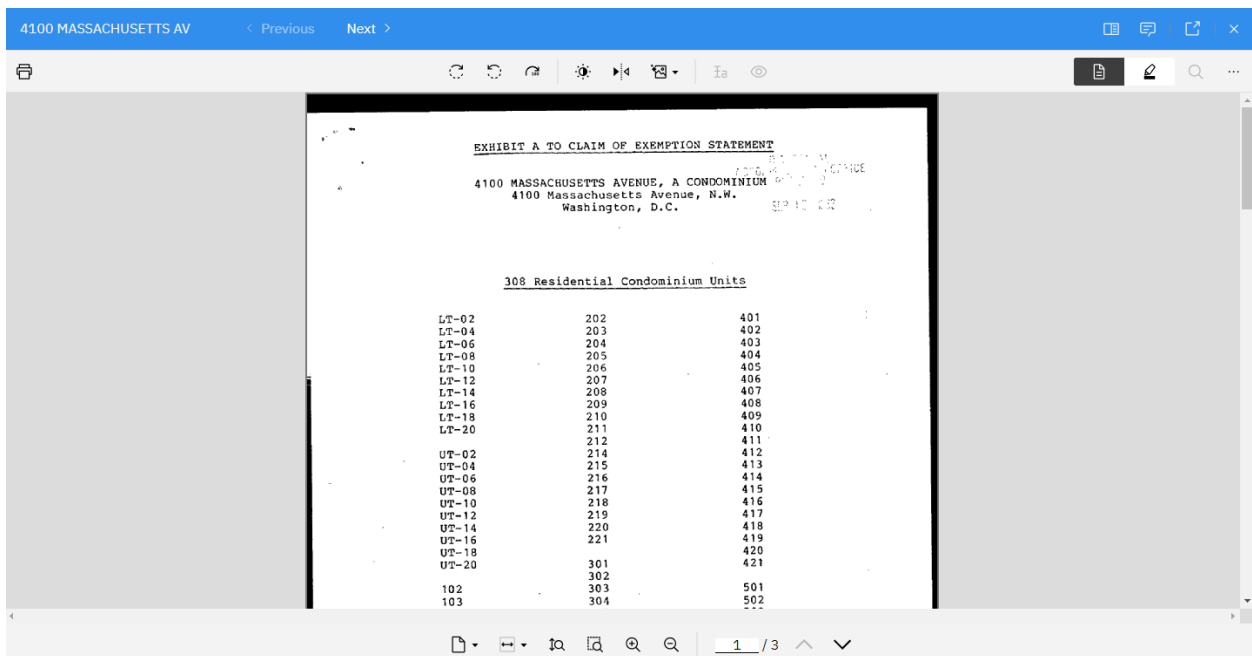 4100 MASSACHUSETTS AV < Previous Next >
EXHIBIT A TO CLAIM OF EXEMPTION STATEMENT
4100 MASSACHUSETTS AVENUE, A CONDOMINIUM
4100 Massachusetts Avenue, N.W.
Washington, D.C.
308 Residential Condominium Units
LT-02 202 401
LT-04 203 402
LT-06 204 403
LT-08 205 404
LT-10 206 405
LT-12 207 406
LT-14 208 407
LT-16 209 408
LT-18 210 409
LT-20 211 410
212 411
UT-02 214 412
UT-04 215 413
UT-06 216 414
UT-08 217 415
UT-10 218 416
UT-12 219 417
UT-14 220 418
UT-16 221 419
UT-18 420
UT-20 301 421
302
102 303 501
103 304 502
1 / 3